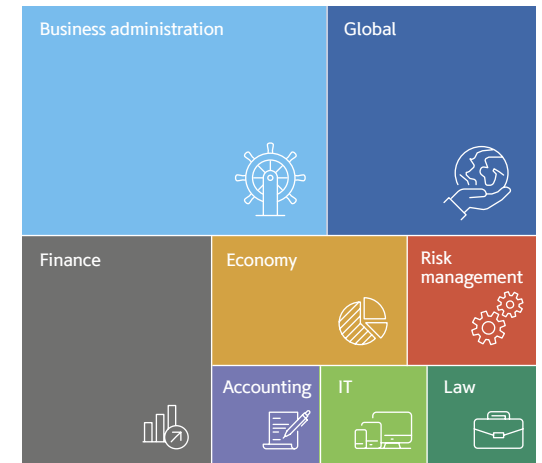 Business administration
Global
Finance
Economy
Risk
management
Accounting
IT
Law